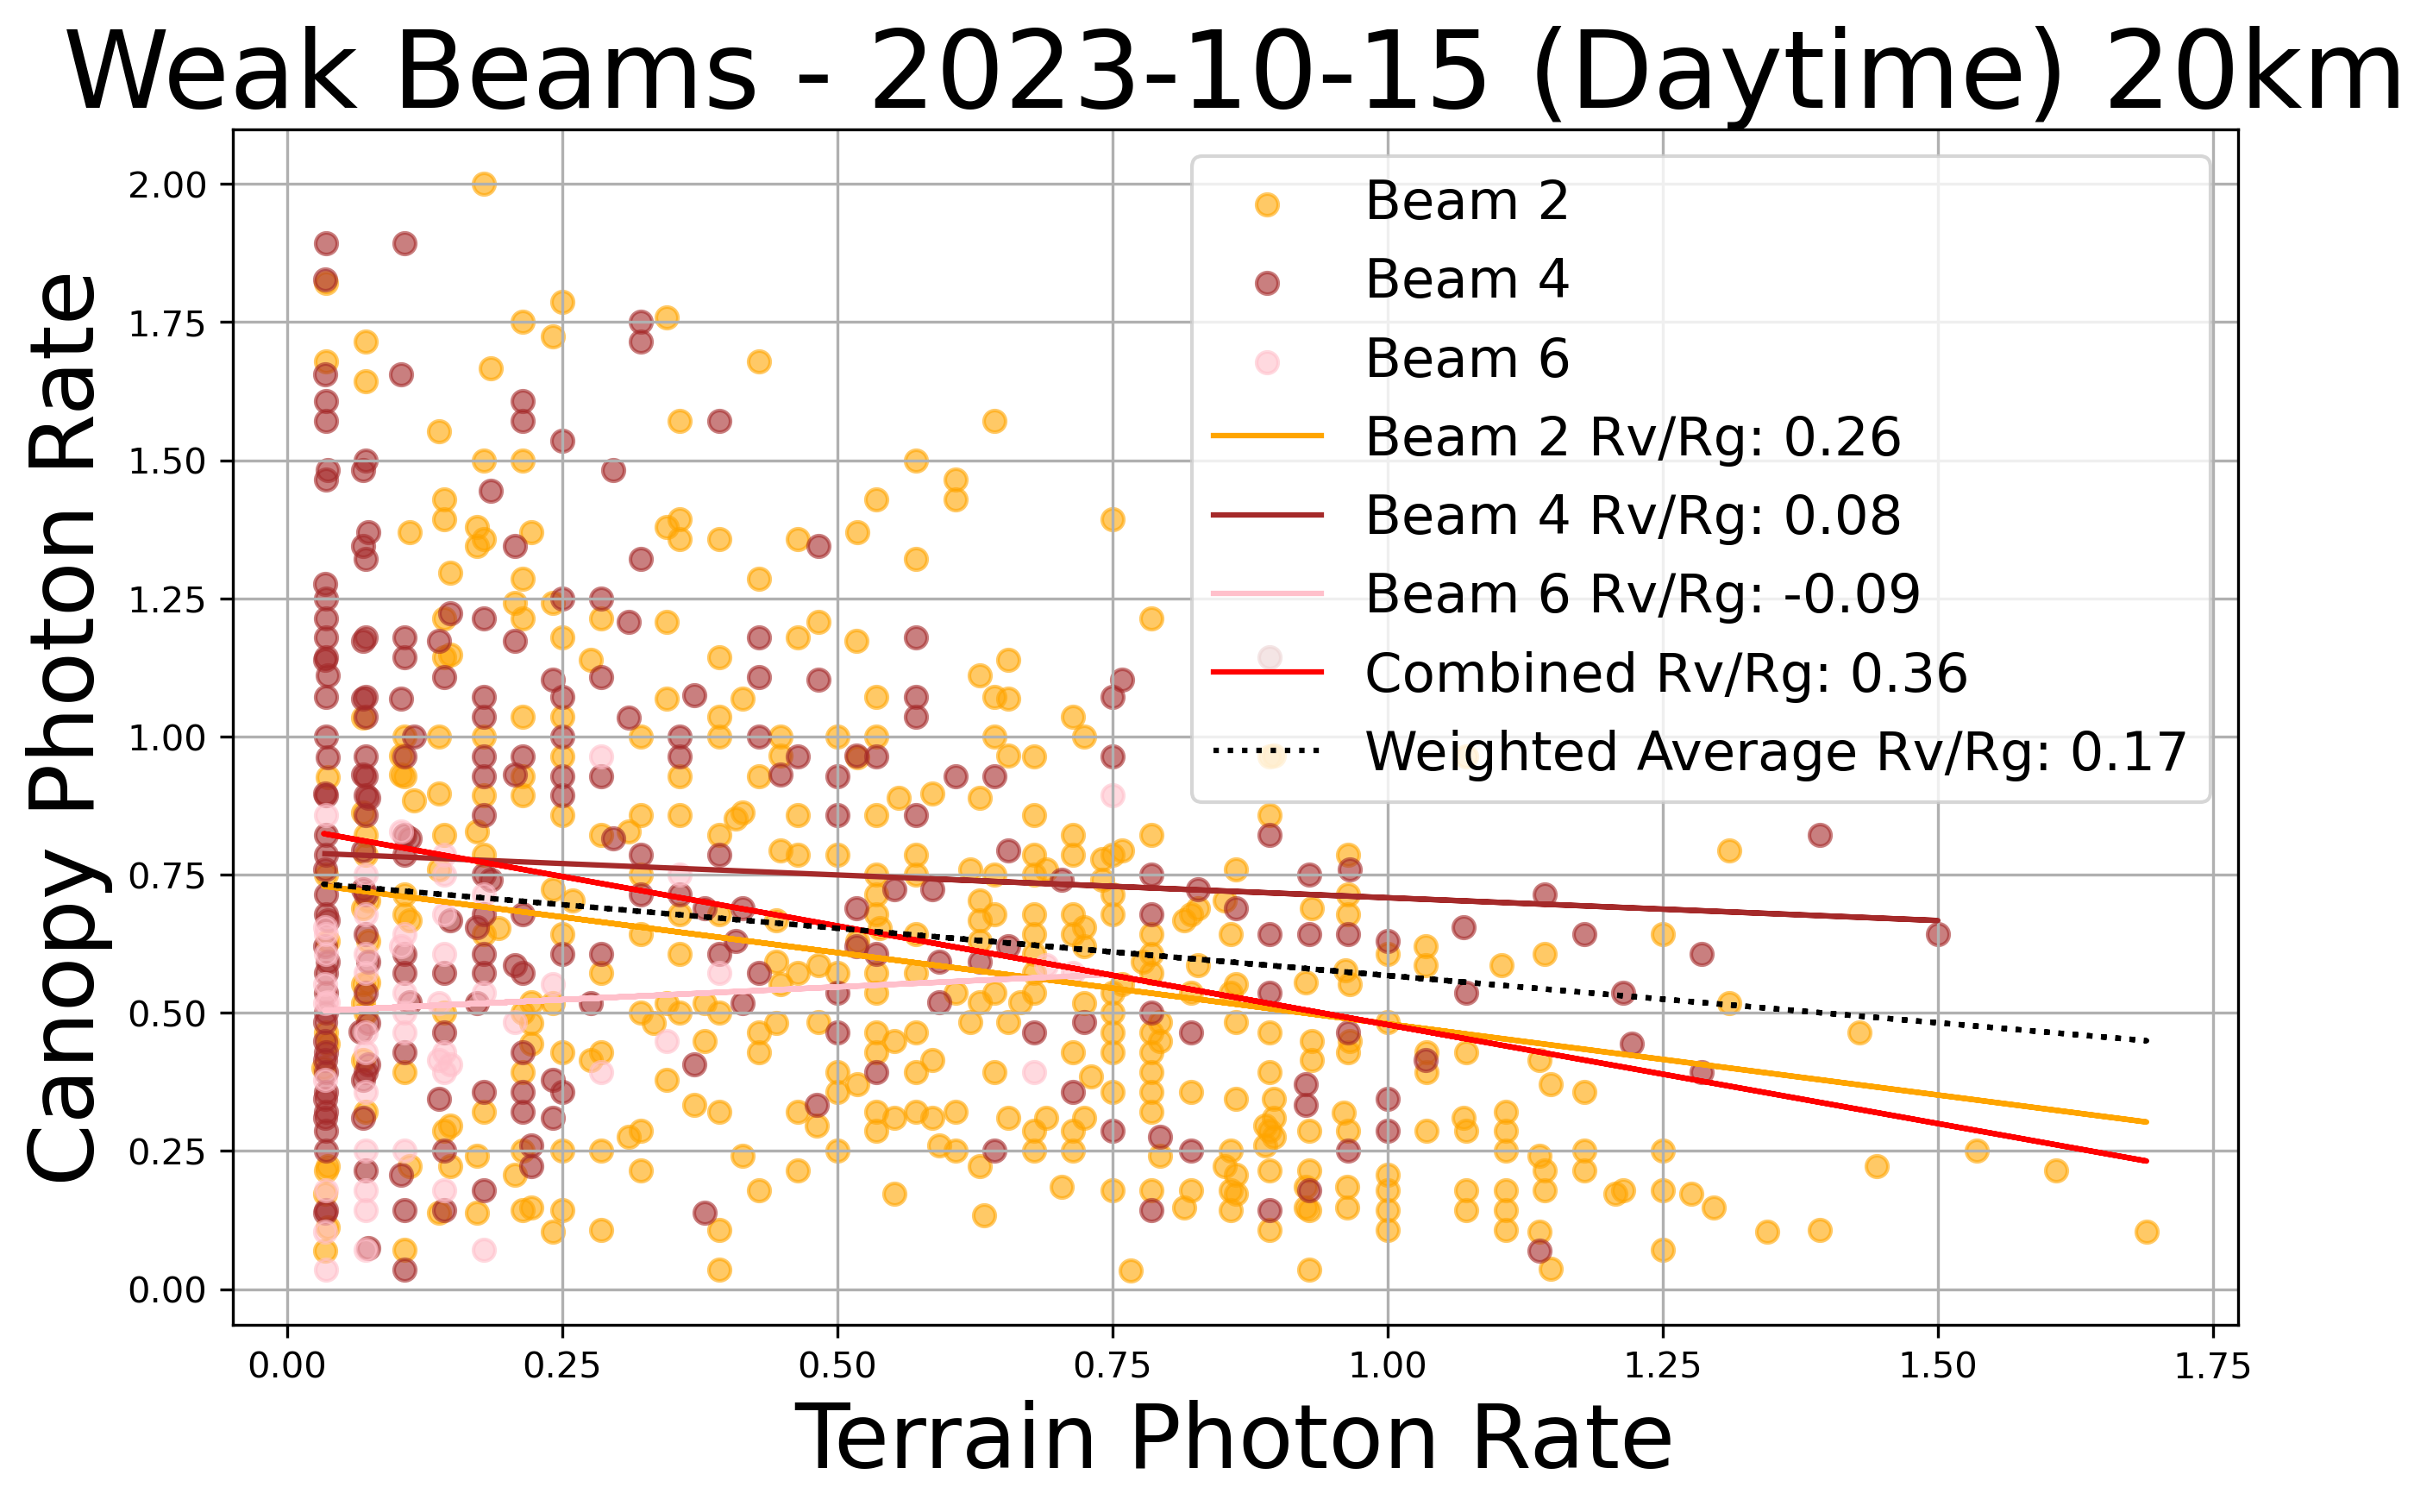 Weak Beams - 2023-10-15 (Daytime) 20km
Canopy Photon Rate
2.00
1.75
1.50
1.25
1.00
0.75
0.50
0.25
0.00
Beam 2
Beam 4
Beam 6
Beam 2 Rv/Rg: 0.26
Beam 4 Rv/Rg: 0.08
Beam 6 Rv/Rg: -0.09
Combined Rv/Rg: 0.36
Weighted Average Rv/Rg: 0.17
0.00 0.25 0.50 0.75 1.00 1.25 1.50 1.75
Terrain Photon Rate